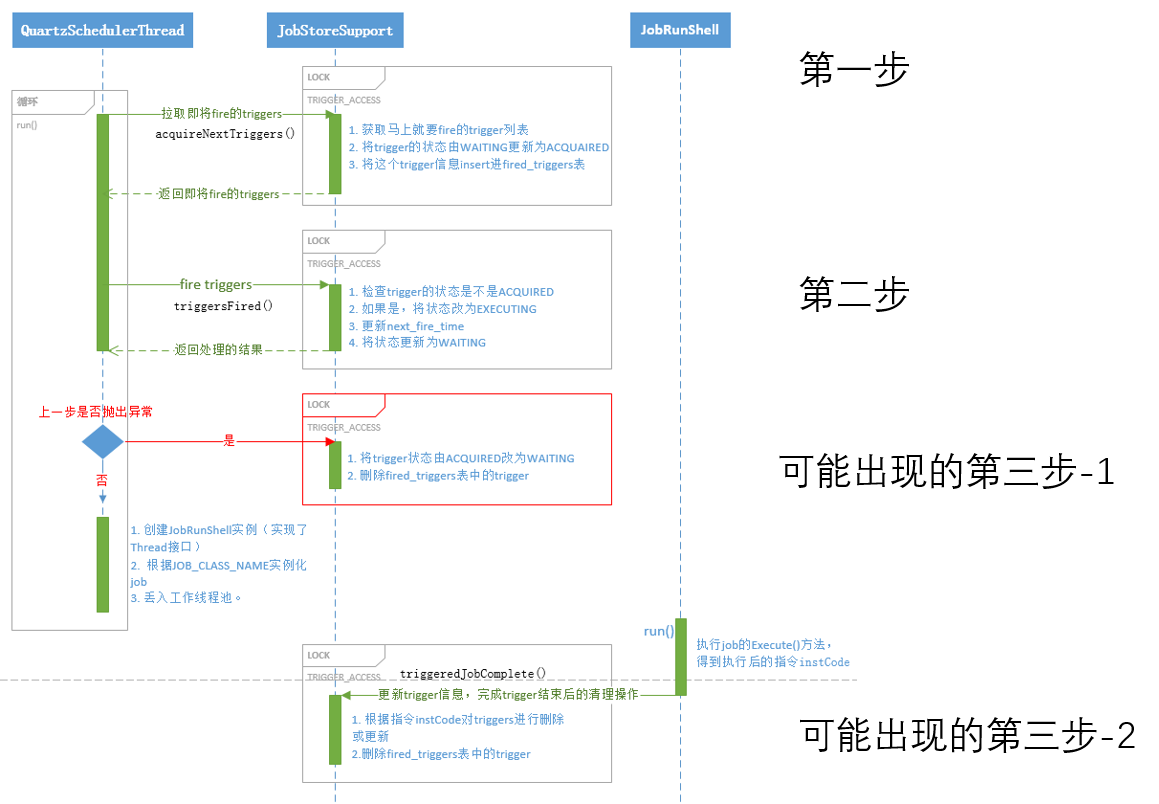 QuartzSchedulerThread
JobStoreSupport
JobRunShell
第一步
LOCK
TRIGGER_ACCESS
循环
run()
拉取即将fire的triggers
acquireNextTriggers()
1. 获取马上就要fire的trigger列表
2. 将trigger的状态由WAITING更新为ACQUAIRED
3. 将这个trigger信息insert进fired_triggers表
返回即将fire的triggers
LOCK
TRIGGER_ACCESS
第二步
fire triggers
triggersFired()
1. 检查trigger的状态是不是ACQUIRED
2. 如果是，将状态改为EXECUTING
3. 更新next_fire_time
4. 将状态更新为WAITING
返回处理的结果
LOCK
TRIGGER_ACCESS
上一步是否抛出异常
是
1. 将trigger状态由ACQUIRED改为WAITING
2. 删除fired_triggers表中的trigger
可能出现的第三步-1
否
1. 创建JobRunShell实例（实现了
Thread接口）
2. 根据JOB_CLASS_NAME实例化
job
3. 丢入工作线程池。
run()
执行job的Execute()方法，
得到执行后的指令instCode
LOCK
TRIGGER_ACCESS
triggeredJobComplete()
更新trigger信息，完成trigger结束后的清理操作
1. 根据指令instCode对triggers进行删除
或更新
2.删除fired_triggers表中的trigger
可能出现的第三步-2